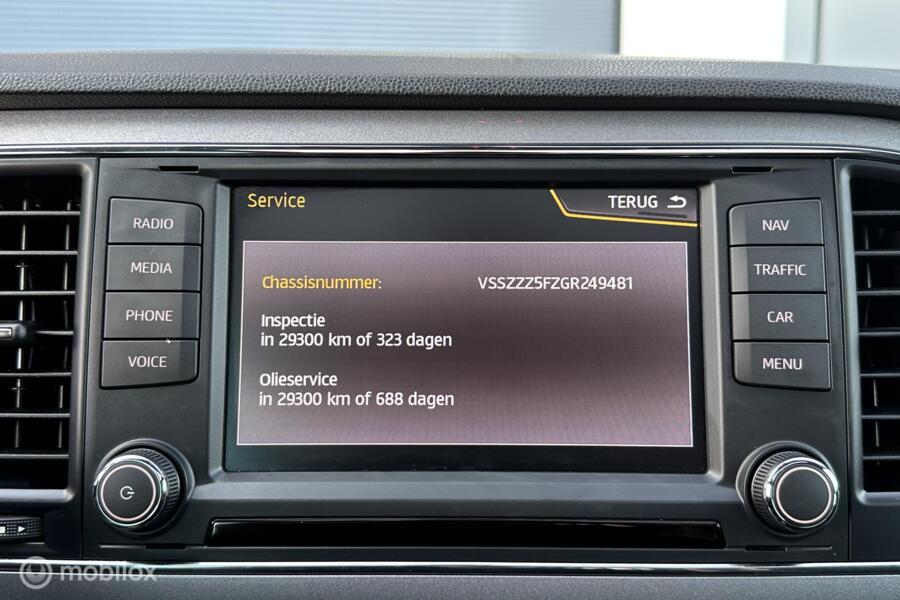 Service
TERUG
RADIO
MEDIA
PHONE
VOICE
NAV
TRAFFIC
CAR
MENU
Chassisnummer: VSSZZZ5FZGR249481
Inspectie
in 29300 km of 323 dagen
Olieservice
in 29300 km of 688 dagen
mobilox